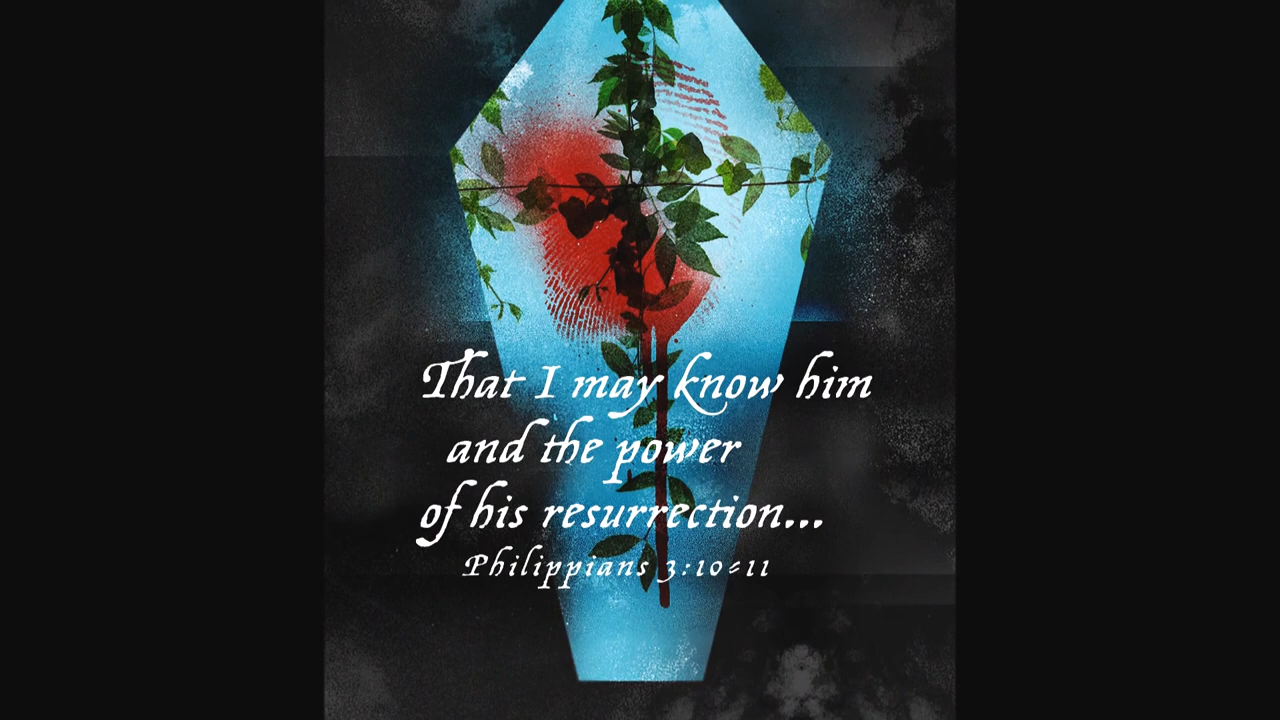 That I may know him
and the power
of his resurrection...
Philippians 3:10-11